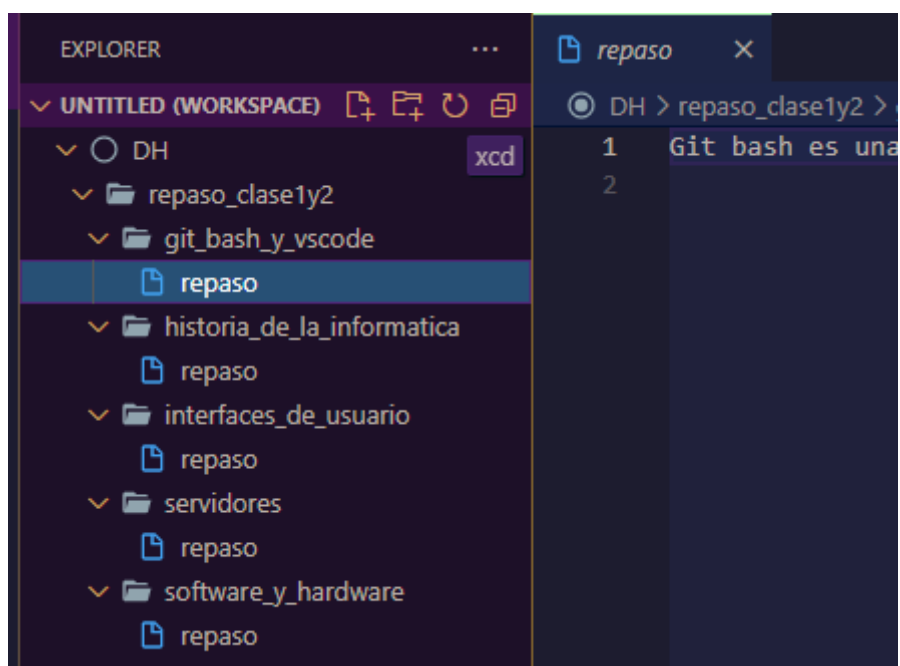 EXPLORER ...
UNTITLED (WORKSPACE)
DH
xcd
repaso_clase1y2
git_bash_y_vscode
repaso
historia_de_la_informatica
repaso
interfaces_de_usuario
repaso
servidores
repaso
software_y_hardware
repaso
repaso
DH > repaso_clase1y2 >
1 Git bash es una
2